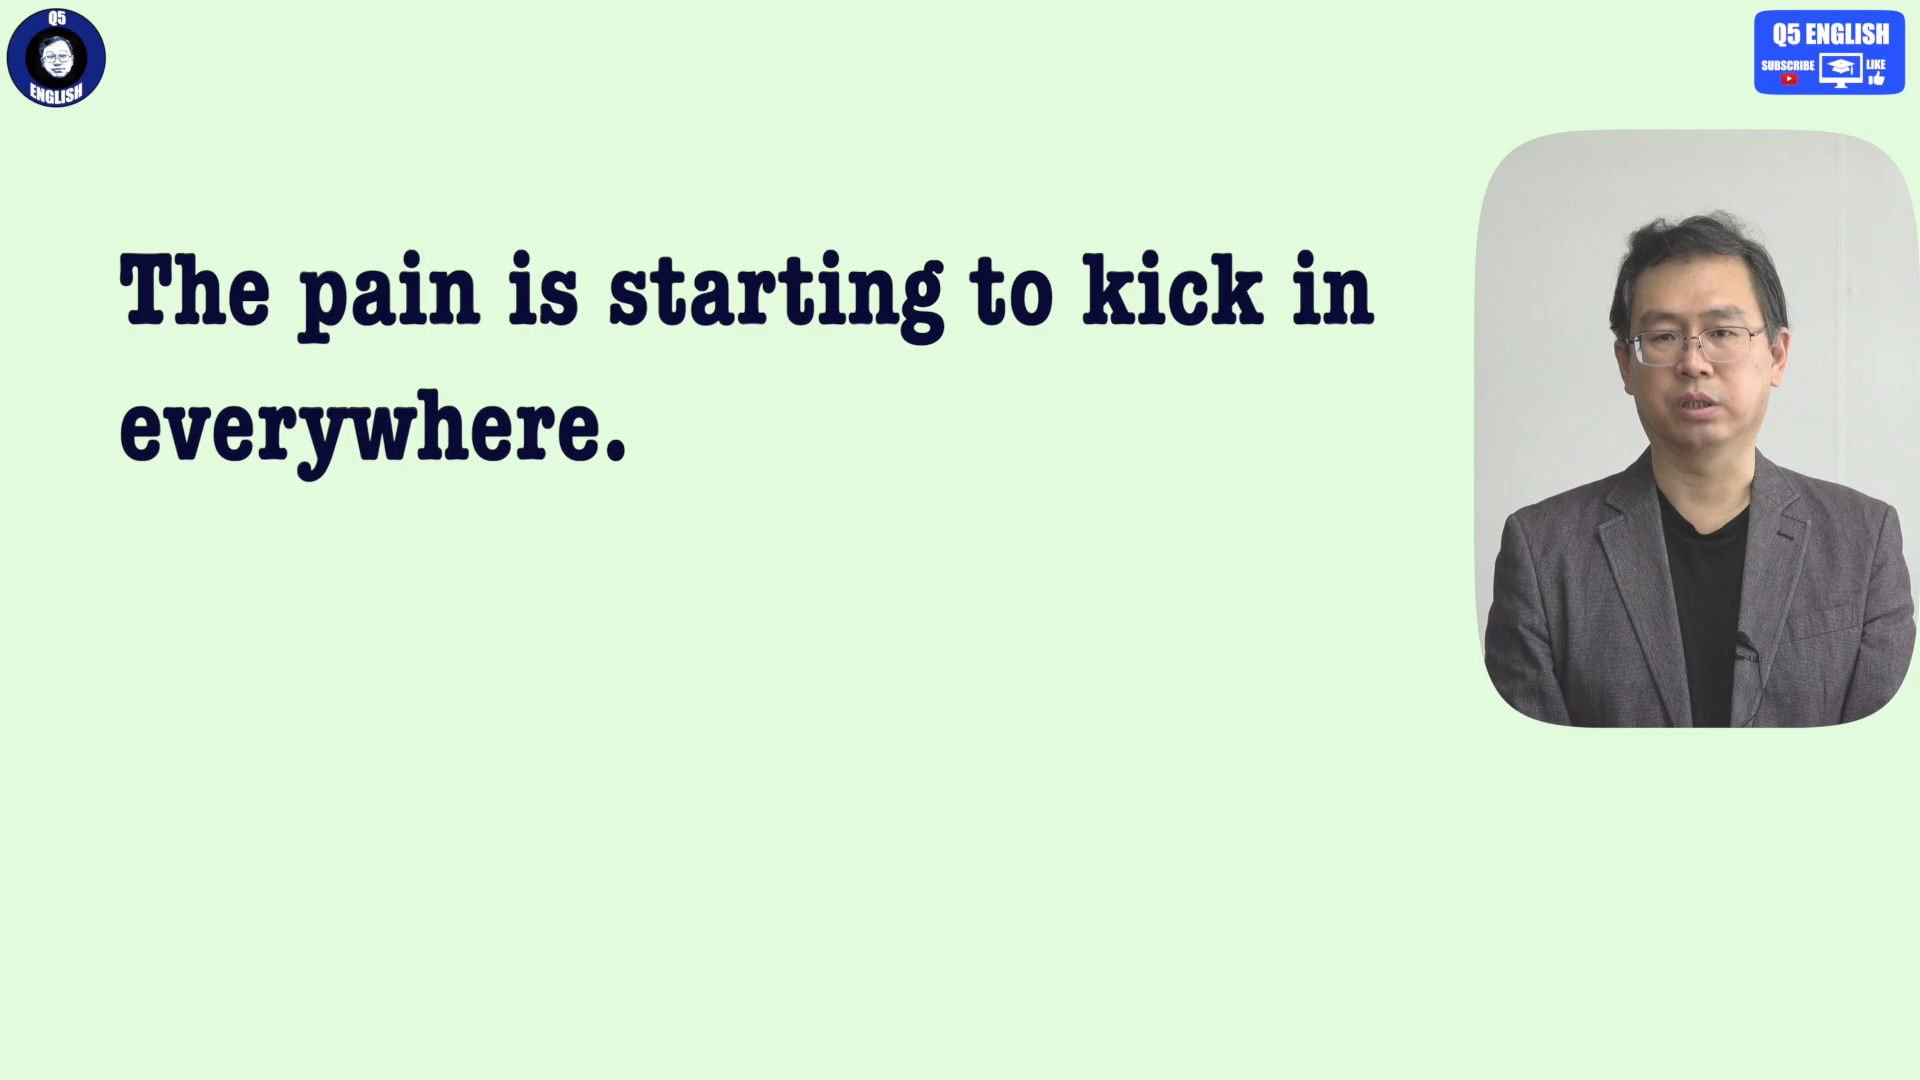 Q5
ENGLISH
Q5 ENGLISH
SUBSCRIBE
LIKE
The pain is starting to kick in
everywhere.